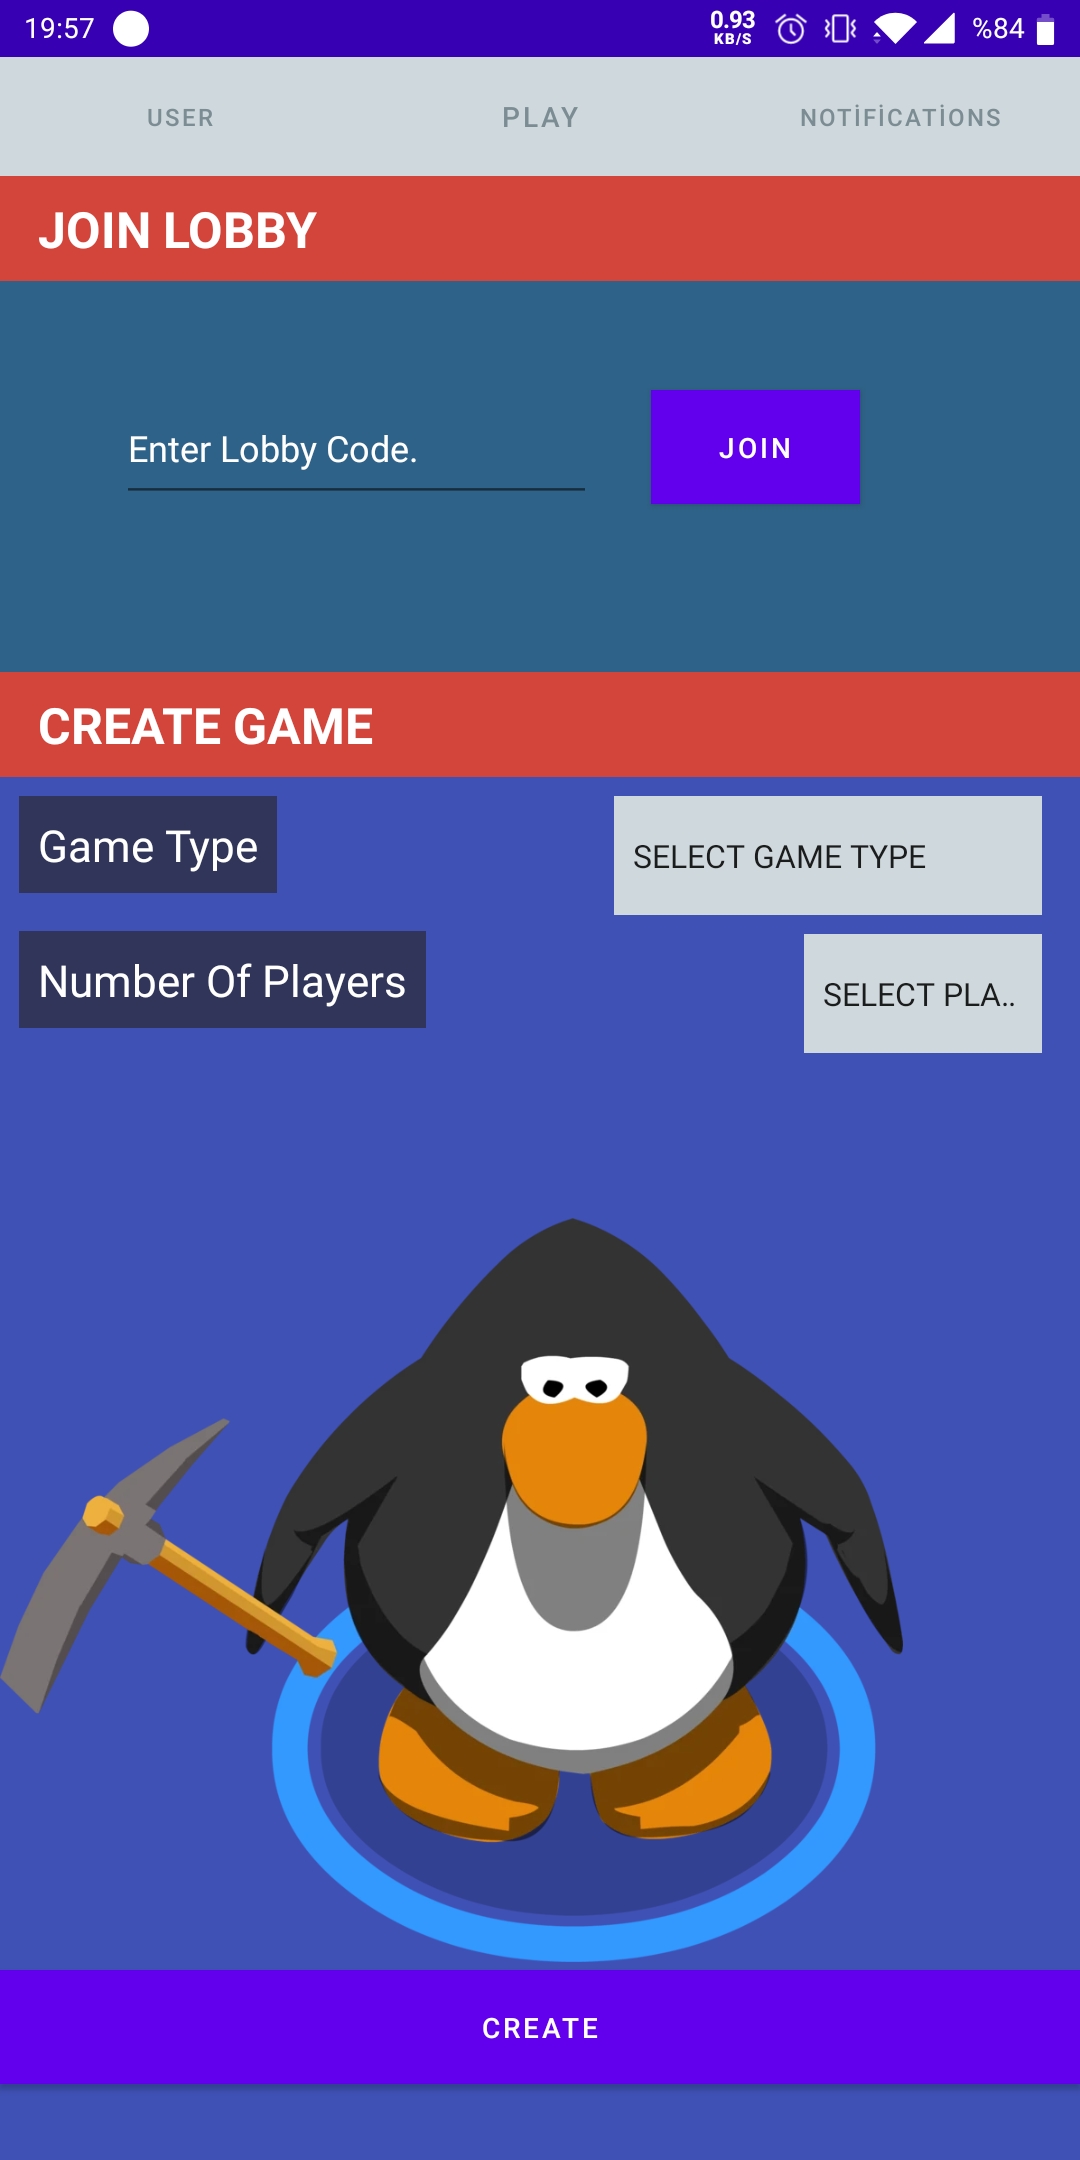 19:57
0.93
KB/S
%84
USER
PLAY
NOTİFİCATİONS
JOIN LOBBY
Enter Lobby Code.
JOIN
CREATE GAME
Game Type
SELECT GAME TYPE
Number Of Players
SELECT PLA..
CREATE